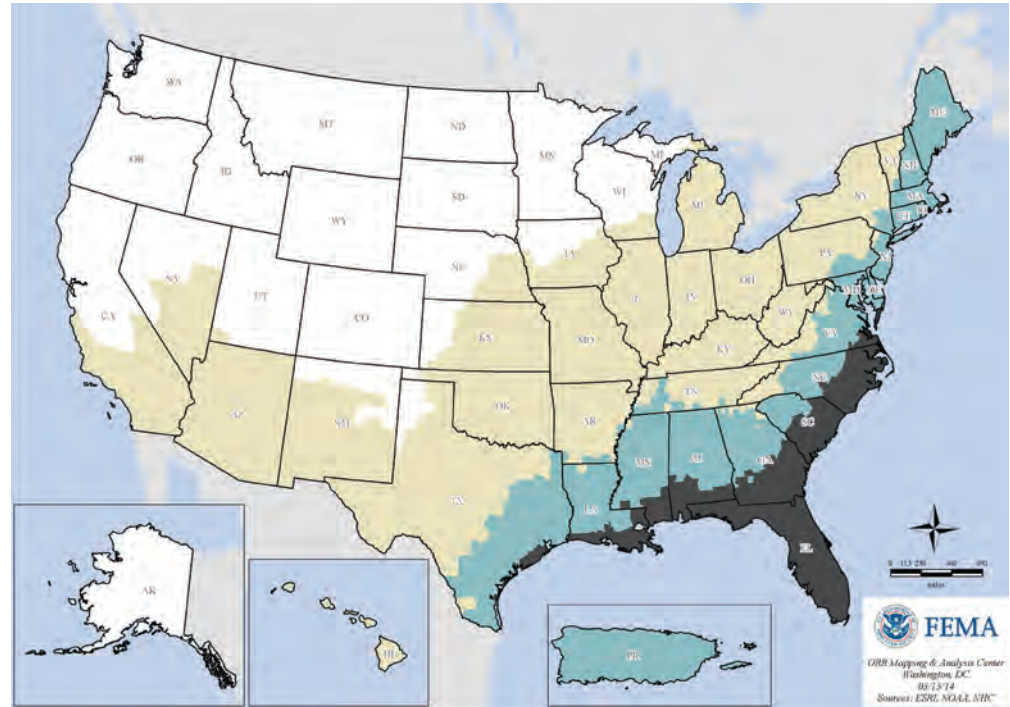 WA
MT
ND
MN
OR
ID
SD
WY
WI
MI
MI
ME
VT
NH
NY
MA
CT
RI
NE
IA
PA
NJ
NV
UT
CO
CA
KS
MO
IL
IN
OH
MD
DE
WV
VA
KY
NC
TN
AZ
NM
OK
AR
SC
MS
AL
GA
TX
LA
FL
AK
HI
PR
FEMA
ORR Mapping & Analysis Center
Washington, DC
03/13/14
Sources: ESRI, NOAA, NHC